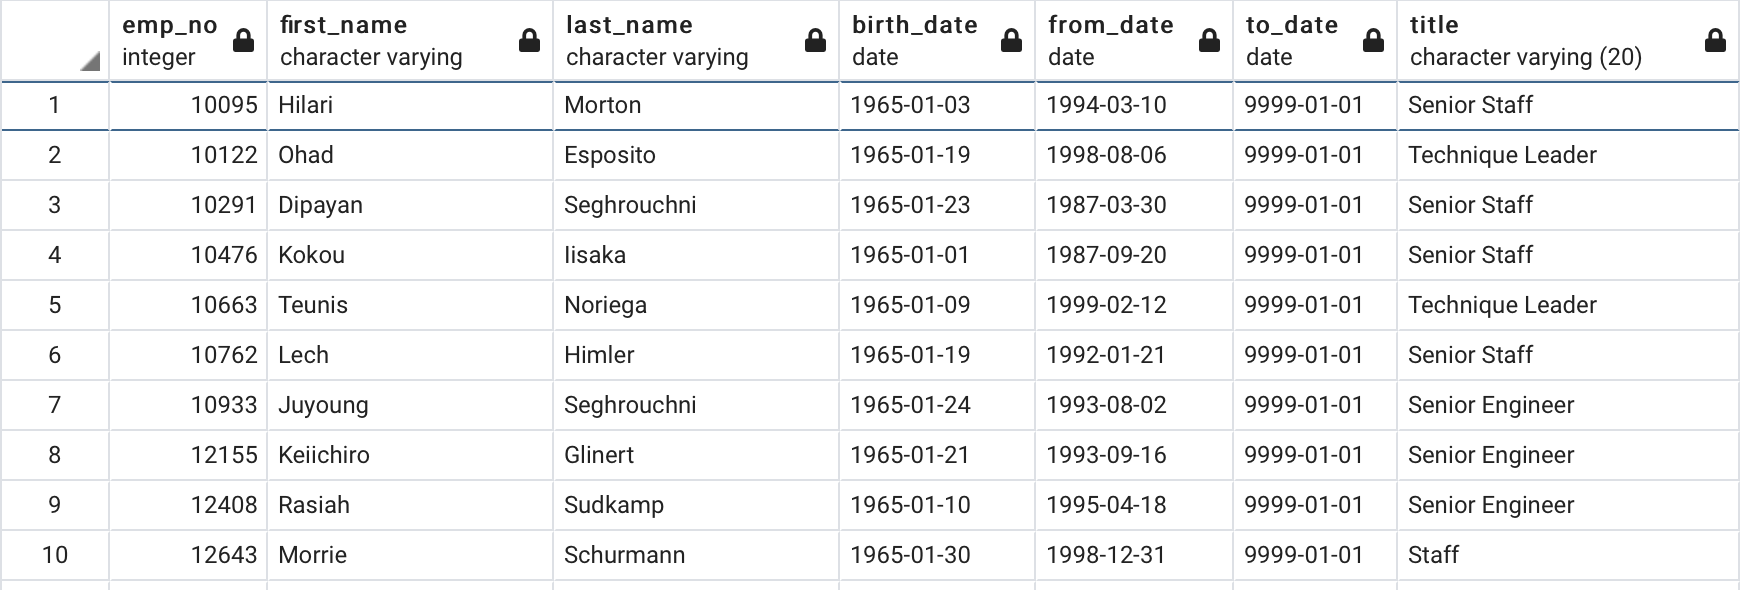 emp_no first_name last_name birth_date from_date to_date title
integer character varying character varying date date date character varying (20)
1 10095 Hilari Morton 1965-01-03 1994-03-10 9999-01-01 Senior Staff
2 10122 Ohad Esposito 1965-01-19 1998-08-06 9999-01-01 Technique Leader
3 10291 Dipayan Seghrouchni 1965-01-23 1987-03-30 9999-01-01 Senior Staff
4 10476 Kokou Iisaka 1965-01-01 1987-09-20 9999-01-01 Senior Staff
5 10663 Teunis Noriega 1965-01-09 1999-02-12 9999-01-01 Technique Leader
6 10762 Lech Himler 1965-01-19 1992-01-21 9999-01-01 Senior Staff
7 10933 Juyoung Seghrouchni 1965-01-24 1993-08-02 9999-01-01 Senior Engineer
8 12155 Keiichiro Glinert 1965-01-21 1993-09-16 9999-01-01 Senior Engineer
9 12408 Rasiah Sudkamp 1965-01-10 1995-04-18 9999-01-01 Senior Engineer
10 12643 Morrie Schurmann 1965-01-30 1998-12-31 9999-01-01 Staff